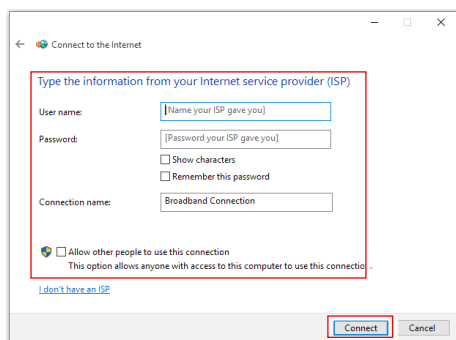 Connect to the Internet
Type the information from your Internet service provider (ISP)
User name: [Name your ISP gave you]
Password: [Password your ISP gave you]
Show characters
Remember this password
Connection name: Broadband Connection
Allow other people to use this connection
This option allows anyone with access to this computer to use this connection.
I don't have an ISP
Connect Cancel